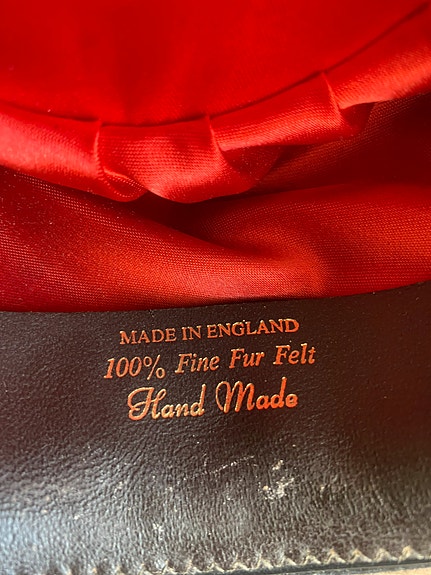 MADE IN ENGLAND
100% Fine Fur Felt
Hand Made